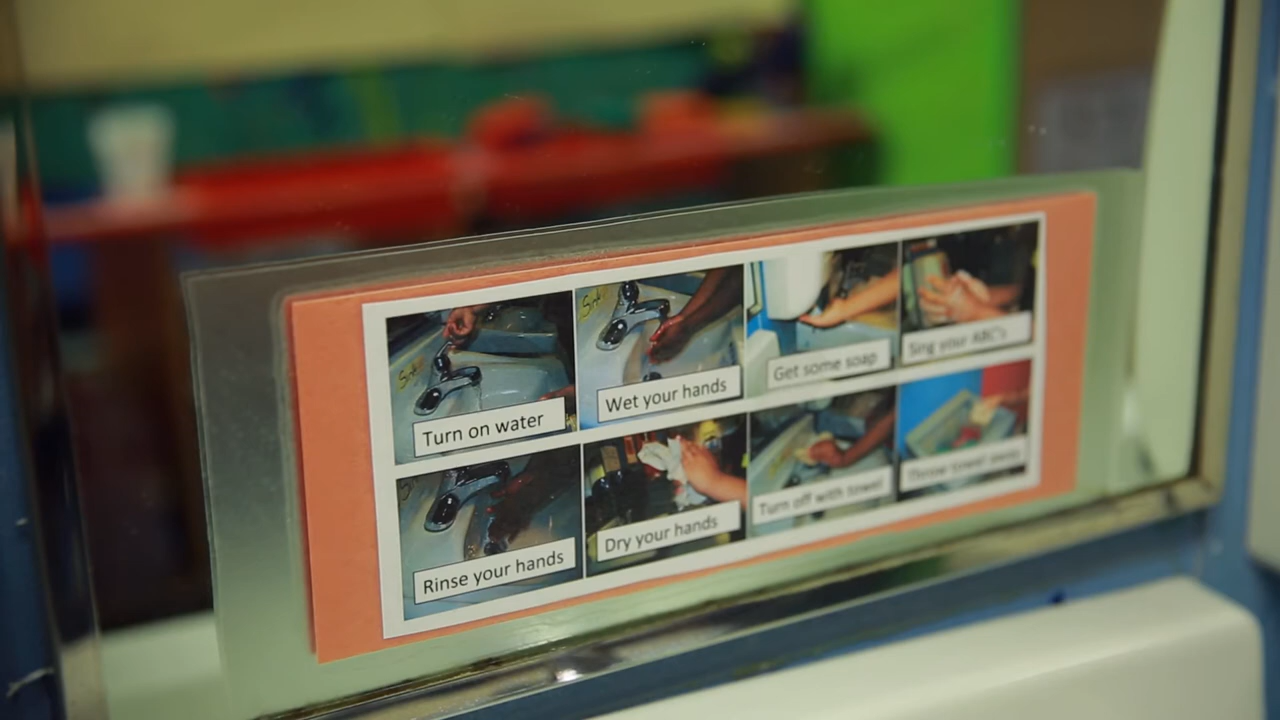 Turn on water
Wet your hands
Get some soap
Sing your ABC's
Rinse your hands
Dry your hands
Turn off with towel
Throw towel away